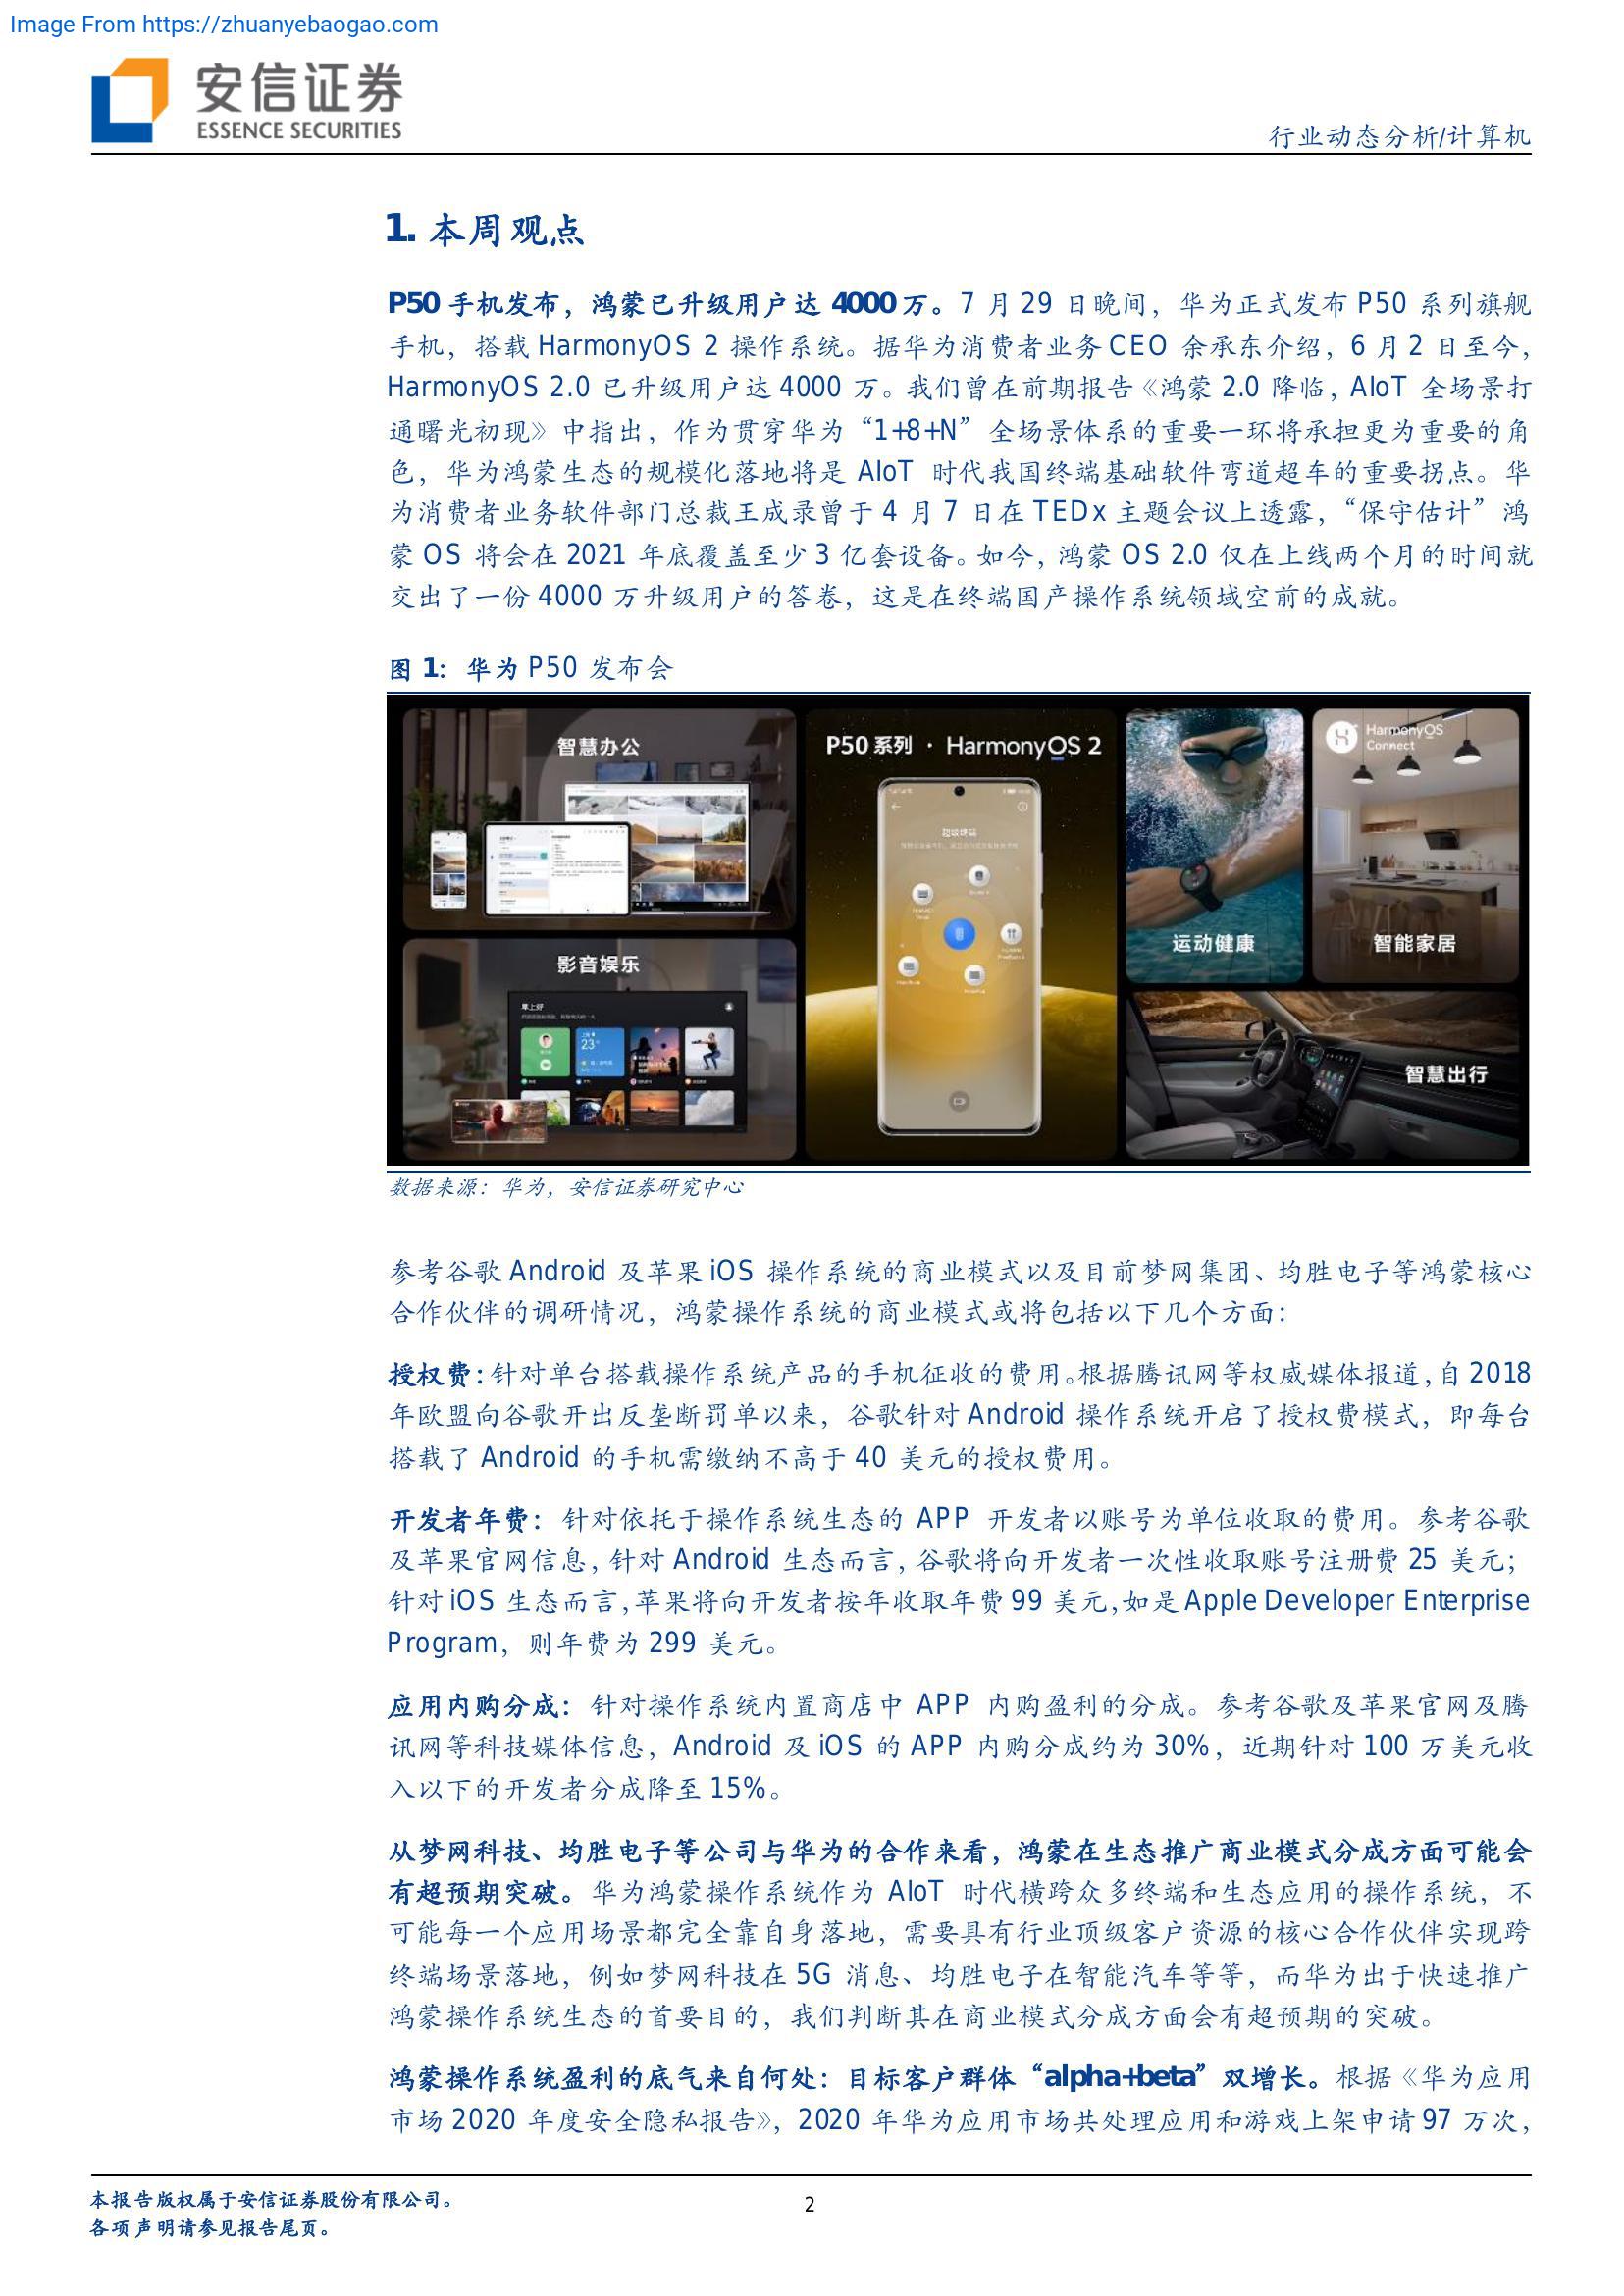 Image From https://zhuanyebaogao.com
安信证券
ESSENCE SECURITIES
行业动态分析/计算机
1. 本周观点
P50 手机发布，鸿蒙已升级用户达 4000 万。7 月 29 日晚间，华为正式发布 P50 系列旗舰
手机，搭载 HarmonyOS 2 操作系统。据华为消费者业务 CEO 余承东介绍，6 月 2 日至今，
HarmonyOS 2.0 已升级用户达 4000 万。我们曾在前期报告《鸿蒙 2.0 降临，AIoT 全场景打
通曙光初现》中指出，作为贯穿华为“1+8+N”全场景体系的重要一环将承担更为重要的角
色，华为鸿蒙生态的规模化落地将是 AIoT 时代我国终端基础软件弯道超车的重要拐点。华
为消费者业务软件部门总裁王成录曾于 4 月 7 日在 TEDx 主题会议上透露，“保守估计”鸿
蒙 OS 将会在 2021 年底覆盖至少 3 亿套设备。如今，鸿蒙 OS 2.0 仅在上线两个月的时间就
交出了一份 4000 万升级用户的答卷，这是在终端国产操作系统领域空前的成就。
图 1：华为 P50 发布会
智慧办公
P50 系列 · HarmonyOS 2
HarmonyOS
Connect
超级终端
运动健康
智能家居
影音娱乐
早上好
23°
智慧出行
数据来源：华为，安信证券研究中心
参考谷歌 Android 及苹果 iOS 操作系统的商业模式以及目前梦网集团、均胜电子等鸿蒙核心
合作伙伴的调研情况，鸿蒙操作系统的商业模式或将包括以下几个方面：
授权费：针对单台搭载操作系统产品的手机征收的费用。根据腾讯网等权威媒体报道，自 2018
年欧盟向谷歌开出反垄断罚单以来，谷歌针对 Android 操作系统开启了授权费模式，即每台
搭载了 Android 的手机需缴纳不高于 40 美元的授权费用。
开发者年费：针对依托于操作系统生态的 APP 开发者以账号为单位收取的费用。参考谷歌
及苹果官网信息，针对 Android 生态而言，谷歌将向开发者一次性收取账号注册费 25 美元；
针对 iOS 生态而言，苹果将向开发者按年收取年费 99 美元，如是 Apple Developer Enterprise
Program，则年费为 299 美元。
应用内购分成：针对操作系统内置商店中 APP 内购盈利的分成。参考谷歌及苹果官网及腾
讯网等科技媒体信息，Android 及 iOS 的 APP 内购分成约为 30%，近期针对 100 万美元收
入以下的开发者分成降至 15%。
从梦网科技、均胜电子等公司与华为的合作来看，鸿蒙在生态推广商业模式分成方面可能会
有超预期突破。华为鸿蒙操作系统作为 AIoT 时代横跨众多终端和生态应用的操作系统，不
可能每一个应用场景都完全靠自身落地，需要具有行业顶级客户资源的核心合作伙伴实现跨
终端场景落地，例如梦网科技在 5G 消息、均胜电子在智能汽车等等，而华为出于快速推广
鸿蒙操作系统生态的首要目的，我们判断其在商业模式分成方面会有超预期的突破。
鸿蒙操作系统盈利的底气来自何处：目标客户群体“alpha+beta”双增长。根据《华为应用
市场 2020 年度安全隐私报告》，2020 年华为应用市场共处理应用和游戏上架申请 97 万次，
本报告版权属于安信证券股份有限公司。
2
各项声明请参见报告尾页。